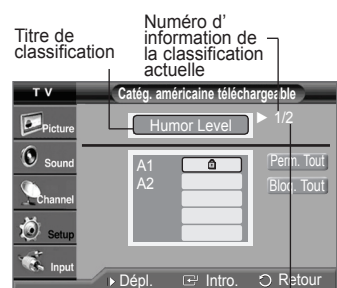 Titre de
classification
Numéro d’
information de
la classification
actuelle
T V
Catég. américaine téléchargeable
Picture
Sound
Channel
Setup
Input
Humor Level
1/2
A1
A2
Perm. Tout
Bloq. Tout
Dépl.
Intro.
Retour